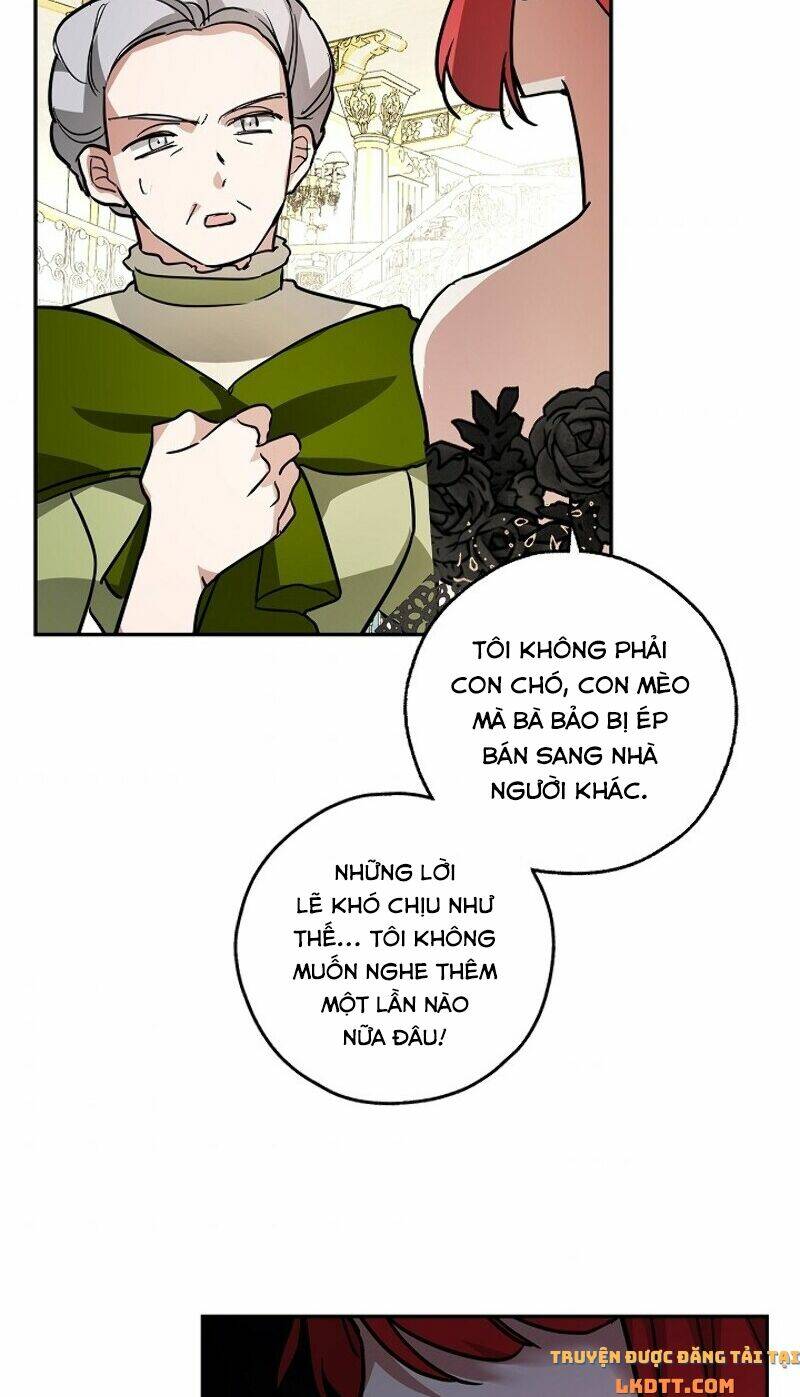 TÔI KHÔNG PHẢI
CON CHÓ, CON MÈO
MÀ BÀ BẢO BỊ ÉP
BÁN SANG NHÀ
NGƯỜI KHÁC.
NHỮNG LỜI
LẼ KHÓ CHỊU NHƯ
THẾ... TÔI KHÔNG
MUỐN NGHE THÊM
MỘT LẦN NÀO
NỮA ĐÂU!
TRUYỆN ĐƯỢC ĐĂNG TẢI TẠI
LKDTT.COM